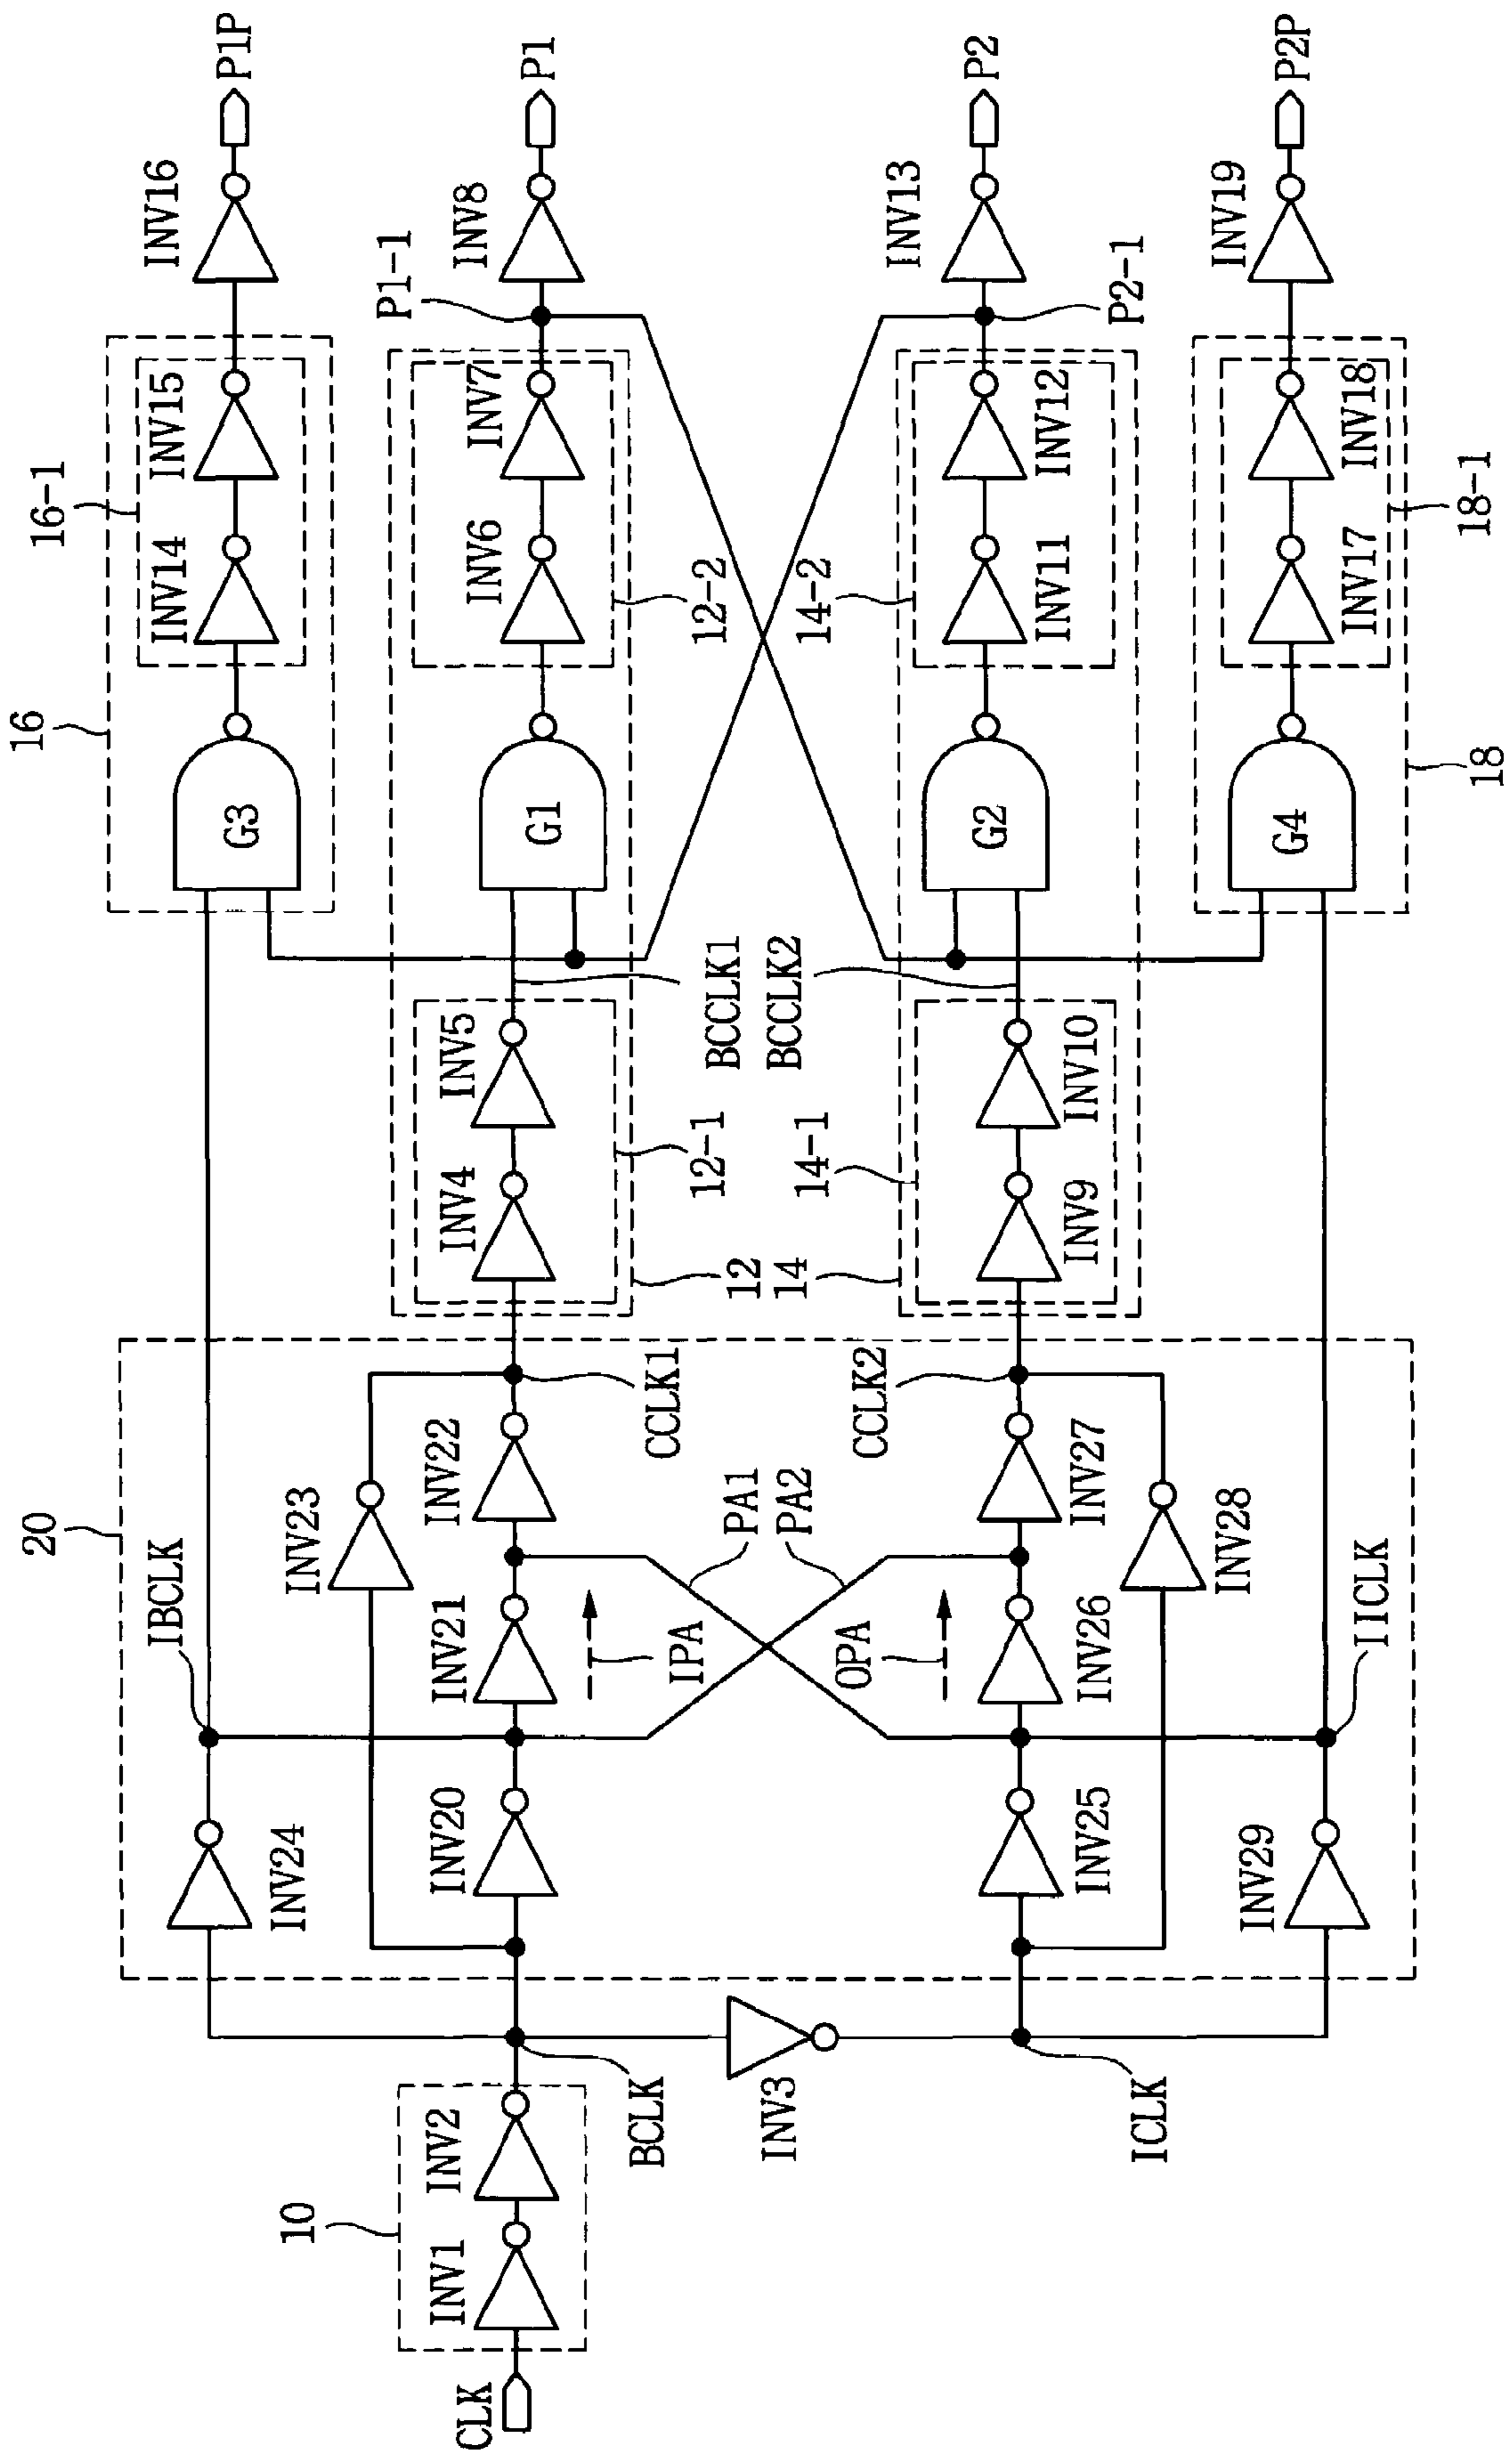 CLK
10
INV1
INV2
BCLK
INV3
ICLK
20
IBCLK
INV24
INV23
INV20
INV21
INV22
IPA
PA1
PA2
OPA
CCLK1
CCLK2
INV25
INV26
INV27
INV28
INV29
IICLK
12
12-1
INV4
INV5
BCCLK1
G1
12-2
INV6
INV7
P1-1
INV8
P1
14
14-1
INV9
INV10
BCCLK2
G2
14-2
INV11
INV12
P2-1
INV13
P2
16
G3
16-1
INV14
INV15
INV16
P1P
18
G4
18-1
INV17
INV18
INV19
P2P